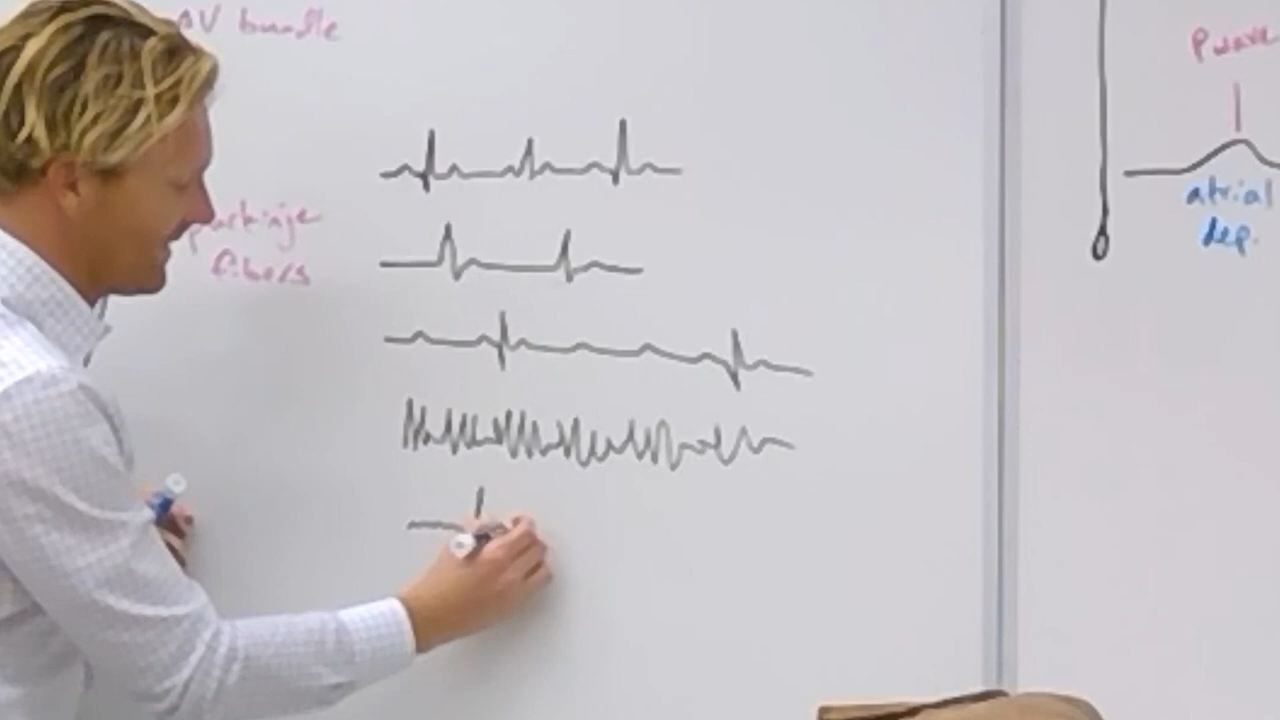 AV bundle
purkinje
fibers
P wave
atrial
dep.